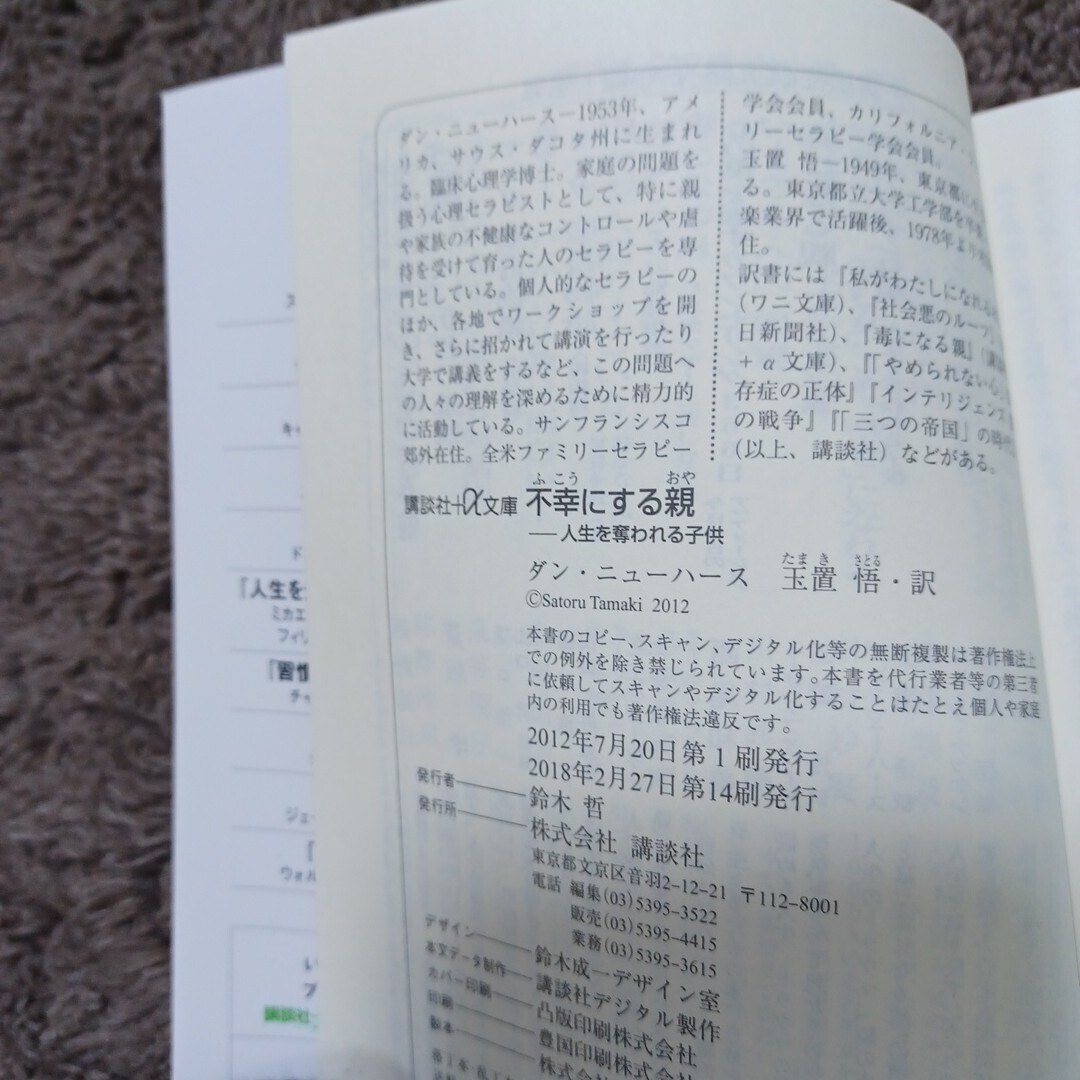 ダン・ニューハース―1953年、アメ
リカ、サウス・ダコタ州に生まれ
る。臨床心理学博士。家庭の問題を
扱う心理セラピストとして、特に親
や家族の不健康なコントロールや虐
待を受けて育った人のセラピーを専
門としている。個人的なセラピーの
ほか、各地でワークショップを開
き、さらに招かれて講演を行ったり
大学で講義をするなど、この問題へ
の人々の理解を深めるために精力的
に活動している。サンフランシスコ
郊外在住。全米ファミリーセラピー
学会会員、カリフォルニア・
リーセラピー学会会員。
玉置 悟―1949年、東京都に
る。東京都立大学工学部を
楽業界で活躍後、1978年より
住。
訳書には『私がわたしになれる
(ワニ文庫)、『社会悪のルーツ
日新聞社)、『毒になる親』(講談
+α文庫)、『「やめられない心」
存症の正体』『インテリジェンス
の戦争』『「三つの帝国」の時代
(以上、講談社)などがある。
講談社+α文庫 不幸にする親
ふこう おや
―人生を奪われる子供
ダン・ニューハース 玉置 悟・訳
たまき さとる
©Satoru Tamaki 2012
本書のコピー、スキャン、デジタル化等の無断複製は著作権法上
での例外を除き禁じられています。本書を代行業者等の第三者
に依頼してスキャンやデジタル化することはたとえ個人や家庭
内の利用でも著作権法違反です。
2012年7月20日第1刷発行
2018年2月27日第14刷発行
発行者―鈴木 哲
発行所―株式会社 講談社
東京都文京区音羽2-12-21 〒112-8001
電話 編集(03)5395-3522
販売(03)5395-4415
業務(03)5395-3615
デザイン―鈴木成一デザイン室
本文データ制作―講談社デジタル製作
カバー印刷―凸版印刷株式会社
印刷―豊国印刷株式会社
製本―株式会
『人生を
ミカエ
フィリ
『習慣
チャ
ジェ
ウォル
講談社